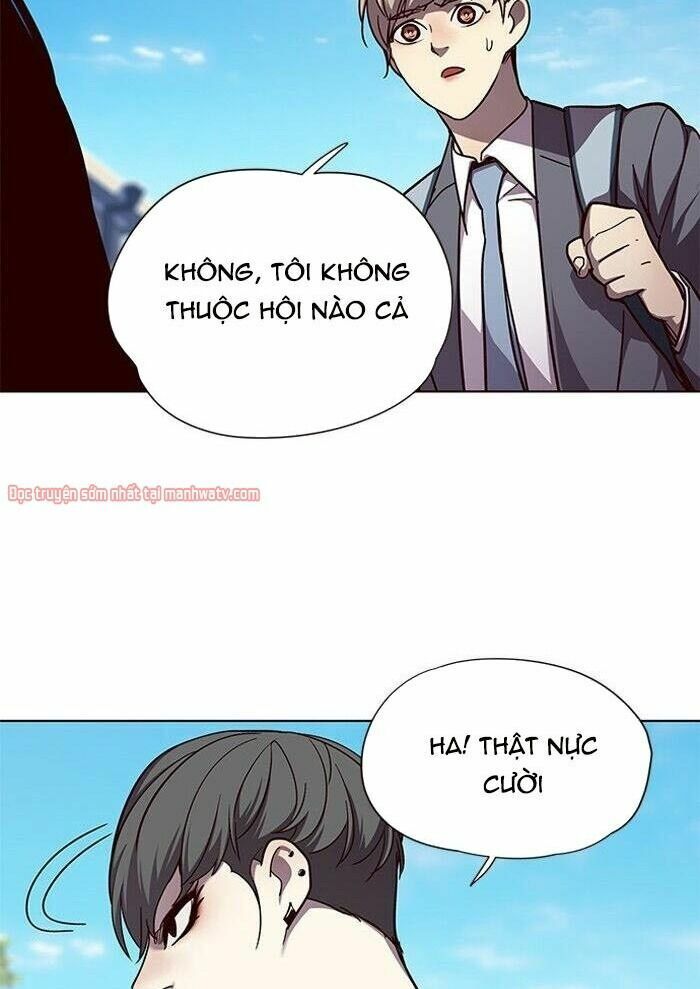 KHÔNG, TÔI KHÔNG
THUỘC HỘI NÀO CẢ
Đọc truyện sớm nhất tại manhwatv.com
HA! THẬT NỰC
CƯỜI